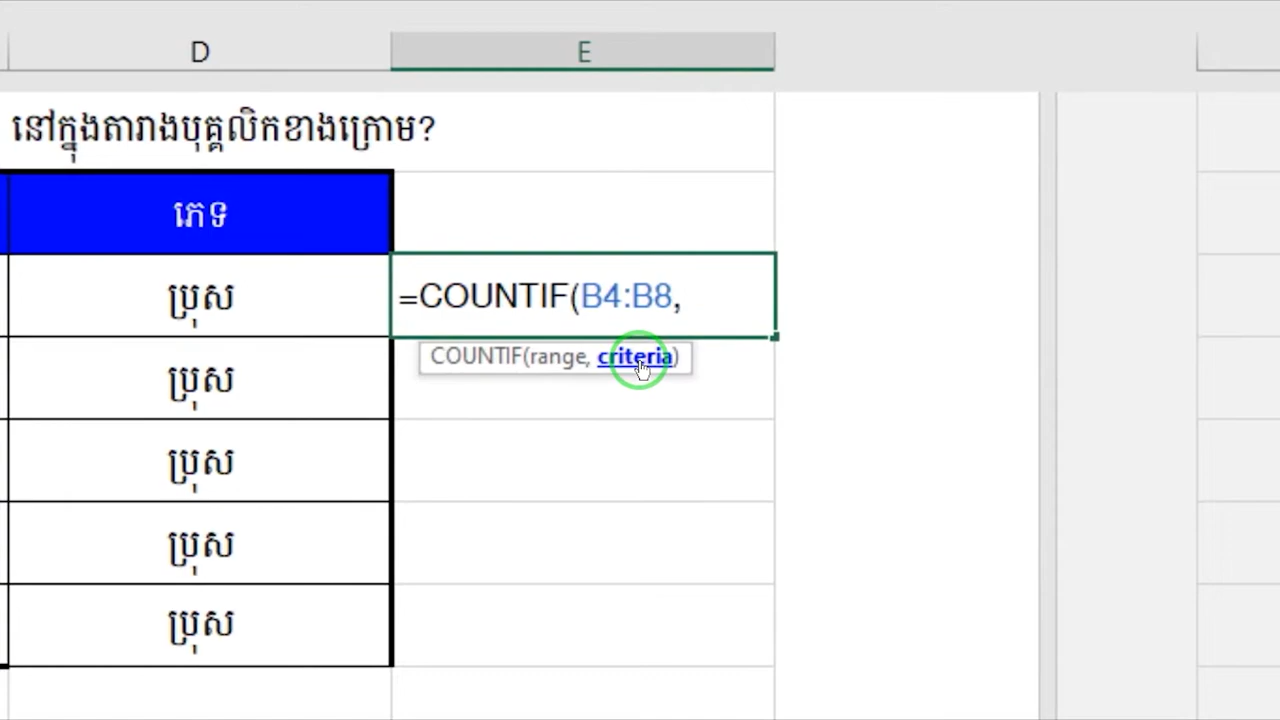 D E
នៅក្នុងតារាងបុគ្គលិកខាងក្រោម?
ភេទ
ប្រុស =COUNTIF(B4:B8,
COUNTIF(range, criteria)
ប្រុស
ប្រុស
ប្រុស
ប្រុស